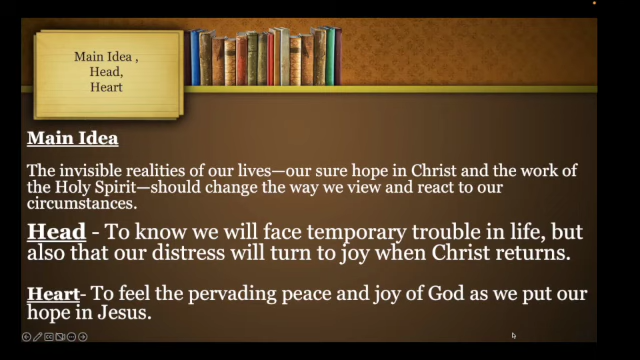 Main Idea ,
Head,
Heart
Main Idea
The invisible realities of our lives—our sure hope in Christ and the work of
the Holy Spirit—should change the way we view and react to our
circumstances.
Head - To know we will face temporary trouble in life, but
also that our distress will turn to joy when Christ returns.
Heart- To feel the pervading peace and joy of God as we put our
hope in Jesus.